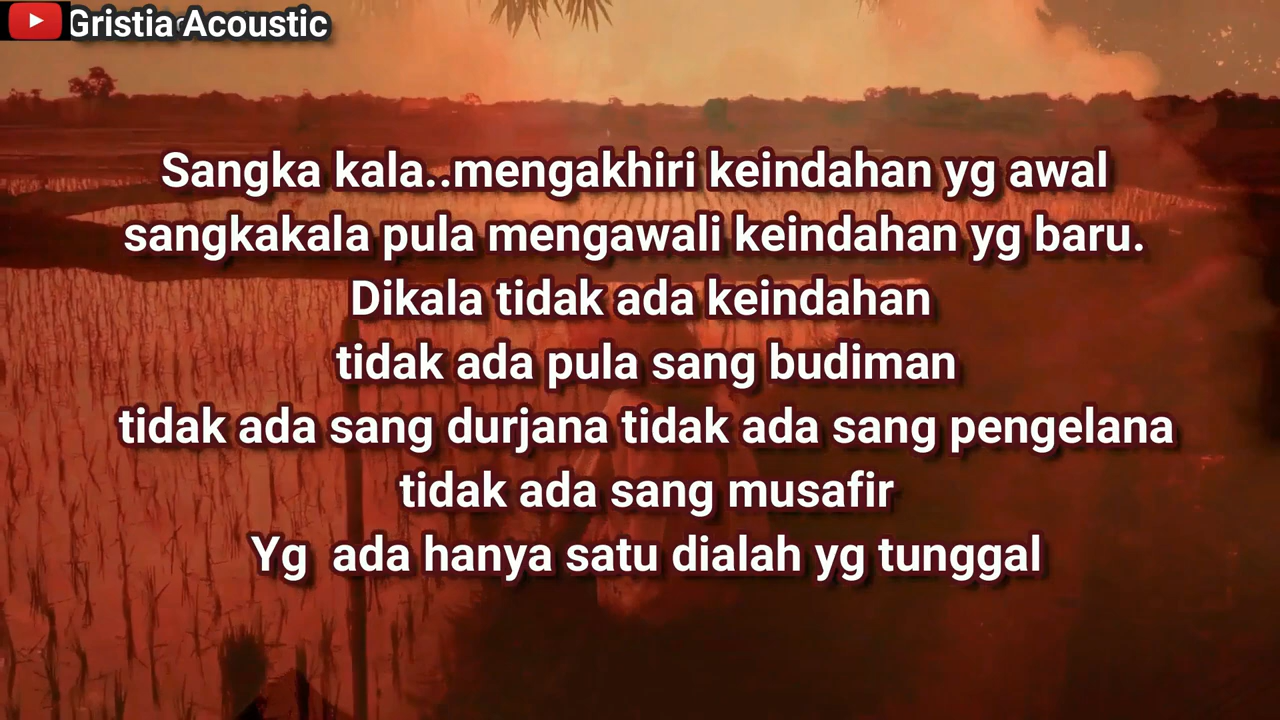 Gristia Acoustic
Sangka kala..mengakhiri keindahan yg awal
sangkakala pula mengawali keindahan yg baru.
Dikala tidak ada keindahan
tidak ada pula sang budiman
tidak ada sang durjana tidak ada sang pengelana
tidak ada sang musafir
Yg  ada hanya satu dialah yg tunggal